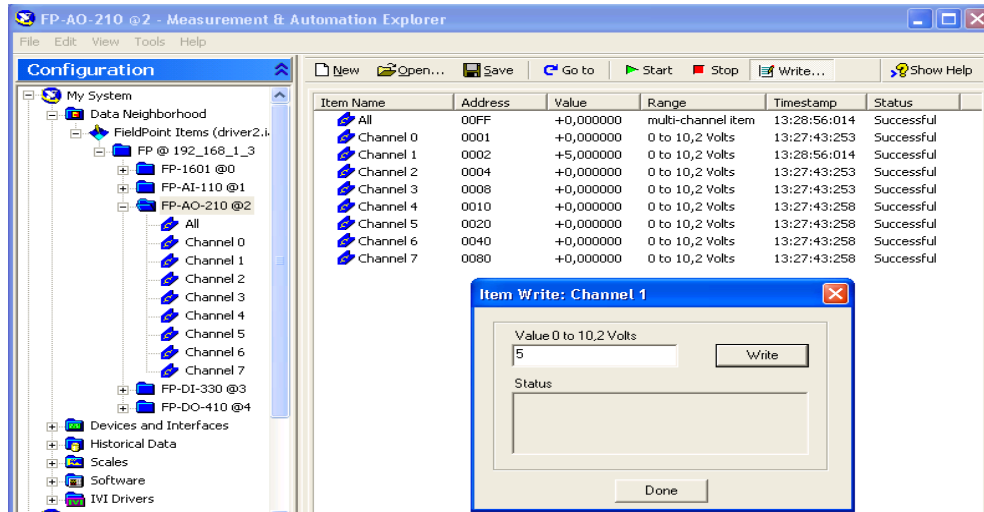 FP-AO-210 @2 - Measurement & Automation Explorer
File Edit View Tools Help
Configuration
New Open... Save Go to Start Stop Write... Show Help
My System
Data Neighborhood
FieldPoint Items (driver2.i
FP @ 192_168_1_3
FP-1601 @0
FP-AI-110 @1
FP-AO-210 @2
All
Channel 0
Channel 1
Channel 2
Channel 3
Channel 4
Channel 5
Channel 6
Channel 7
FP-DI-330 @3
FP-DO-410 @4
Devices and Interfaces
Historical Data
Scales
Software
IVI Drivers
Item Name Address Value Range Timestamp Status
All 00FF +0,000000 multi-channel item 13:28:56:014 Successful
Channel 0 0001 +0,000000 0 to 10,2 Volts 13:27:43:253 Successful
Channel 1 0002 +5,000000 0 to 10,2 Volts 13:28:56:014 Successful
Channel 2 0004 +0,000000 0 to 10,2 Volts 13:27:43:253 Successful
Channel 3 0008 +0,000000 0 to 10,2 Volts 13:27:43:253 Successful
Channel 4 0010 +0,000000 0 to 10,2 Volts 13:27:43:258 Successful
Channel 5 0020 +0,000000 0 to 10,2 Volts 13:27:43:258 Successful
Channel 6 0040 +0,000000 0 to 10,2 Volts 13:27:43:258 Successful
Channel 7 0080 +0,000000 0 to 10,2 Volts 13:27:43:258 Successful
Item Write: Channel 1
Value 0 to 10,2 Volts
5
Write
Status
Done